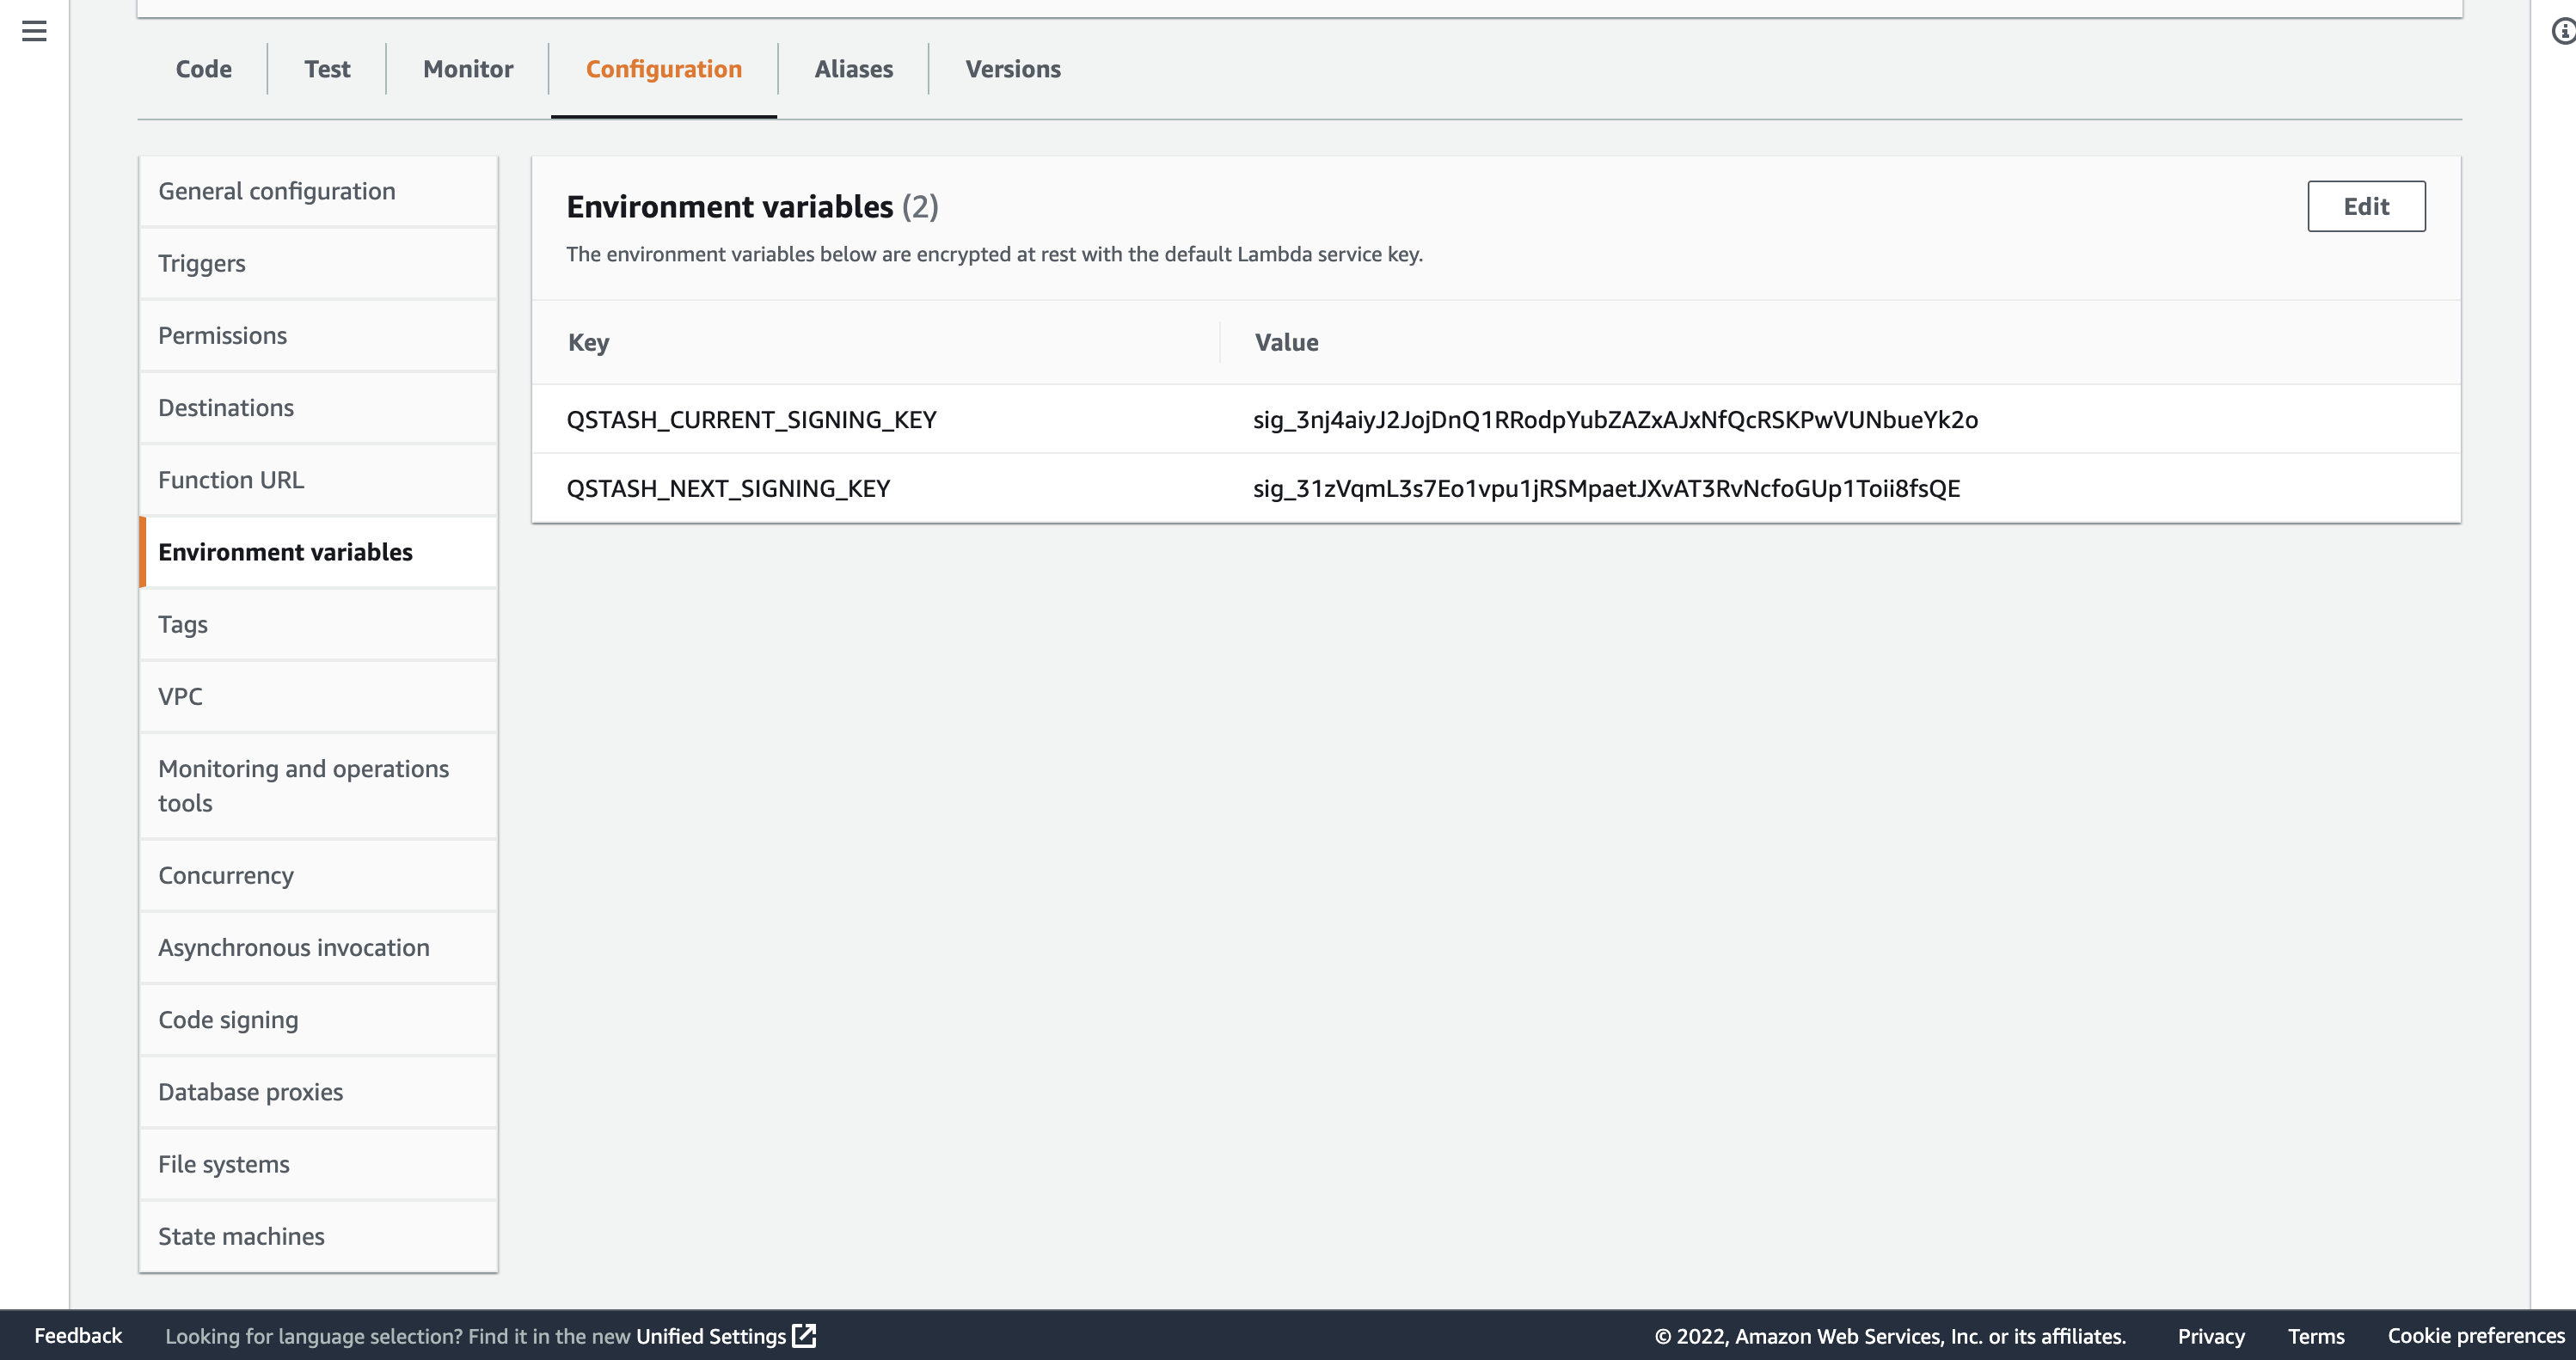 Code Test Monitor Configuration Aliases Versions
General configuration
Triggers
Permissions
Destinations
Function URL
Environment variables
Tags
VPC
Monitoring and operations
tools
Concurrency
Asynchronous invocation
Code signing
Database proxies
File systems
State machines
Environment variables (2)
Edit
The environment variables below are encrypted at rest with the default Lambda service key.
Key Value
QSTASH_CURRENT_SIGNING_KEY sig_3nj4aiyJ2JojDnQ1RRodpYubZAZxAJxNfQcRSKPwVUNbueYk2o
QSTASH_NEXT_SIGNING_KEY sig_31zVqmL3s7Eo1vpu1jRSMpaetJXvAT3RvNcfoGUp1Toii8fsQE
Feedback Looking for language selection? Find it in the new Unified Settings © 2022, Amazon Web Services, Inc. or its affiliates. Privacy Terms Cookie preferences